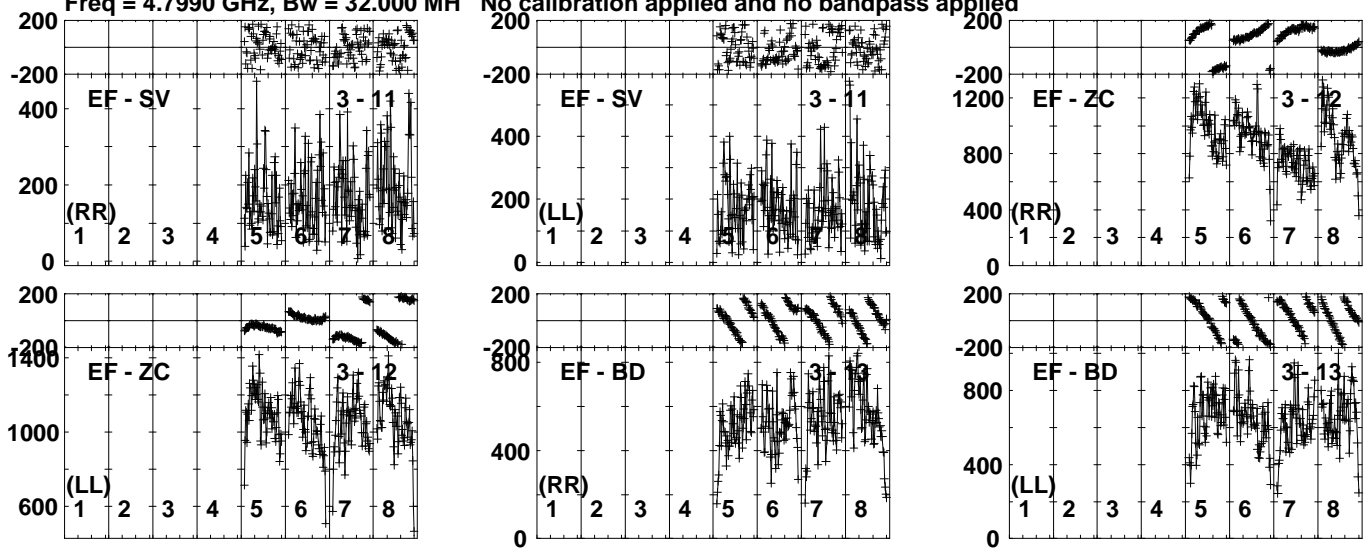 Freq = 4.7990 GHz, Bw = 32.000 MH No calibration applied and no bandpass applied
200
-200
EF - SV 3 - 11
400
200
0
(RR)
1 2 3 4 5 6 7 8
200
-200
EF - SV 3 - 11
600
400
200
0
(LL)
1 2 3 4 5 6 7 8
200
-200
EF - ZC 3 - 12
1200
800
400
0
(RR)
1 2 3 4 5 6 7 8
200
-200
1400
EF - ZC 3 - 12
1000
600
(LL)
1 2 3 4 5 6 7 8
200
-200
800
EF - BD 3 - 13
400
0
(RR)
1 2 3 4 5 6 7 8
200
-200
EF - BD 3 - 13
800
400
0
(LL)
1 2 3 4 5 6 7 8